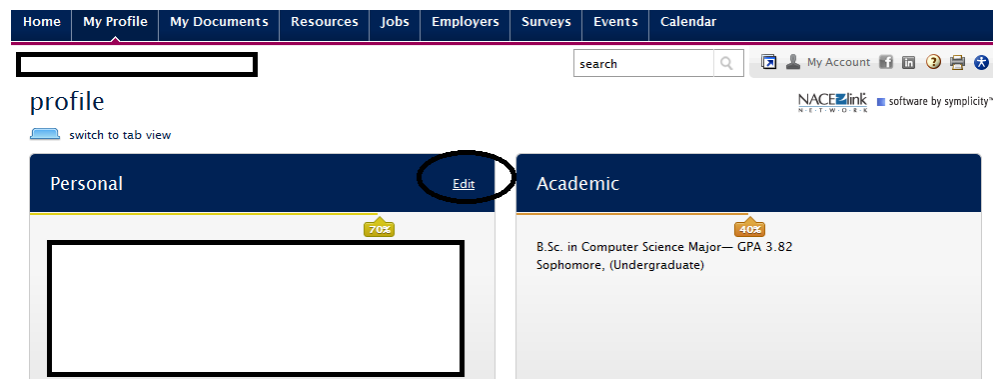 Home My Profile My Documents Resources Jobs Employers Surveys Events Calendar
search My Account
profile
NACElink NETWORK software by symplicity™
switch to tab view
Personal Edit Academic
70% 40%
B.Sc. in Computer Science Major— GPA 3.82
Sophomore, (Undergraduate)